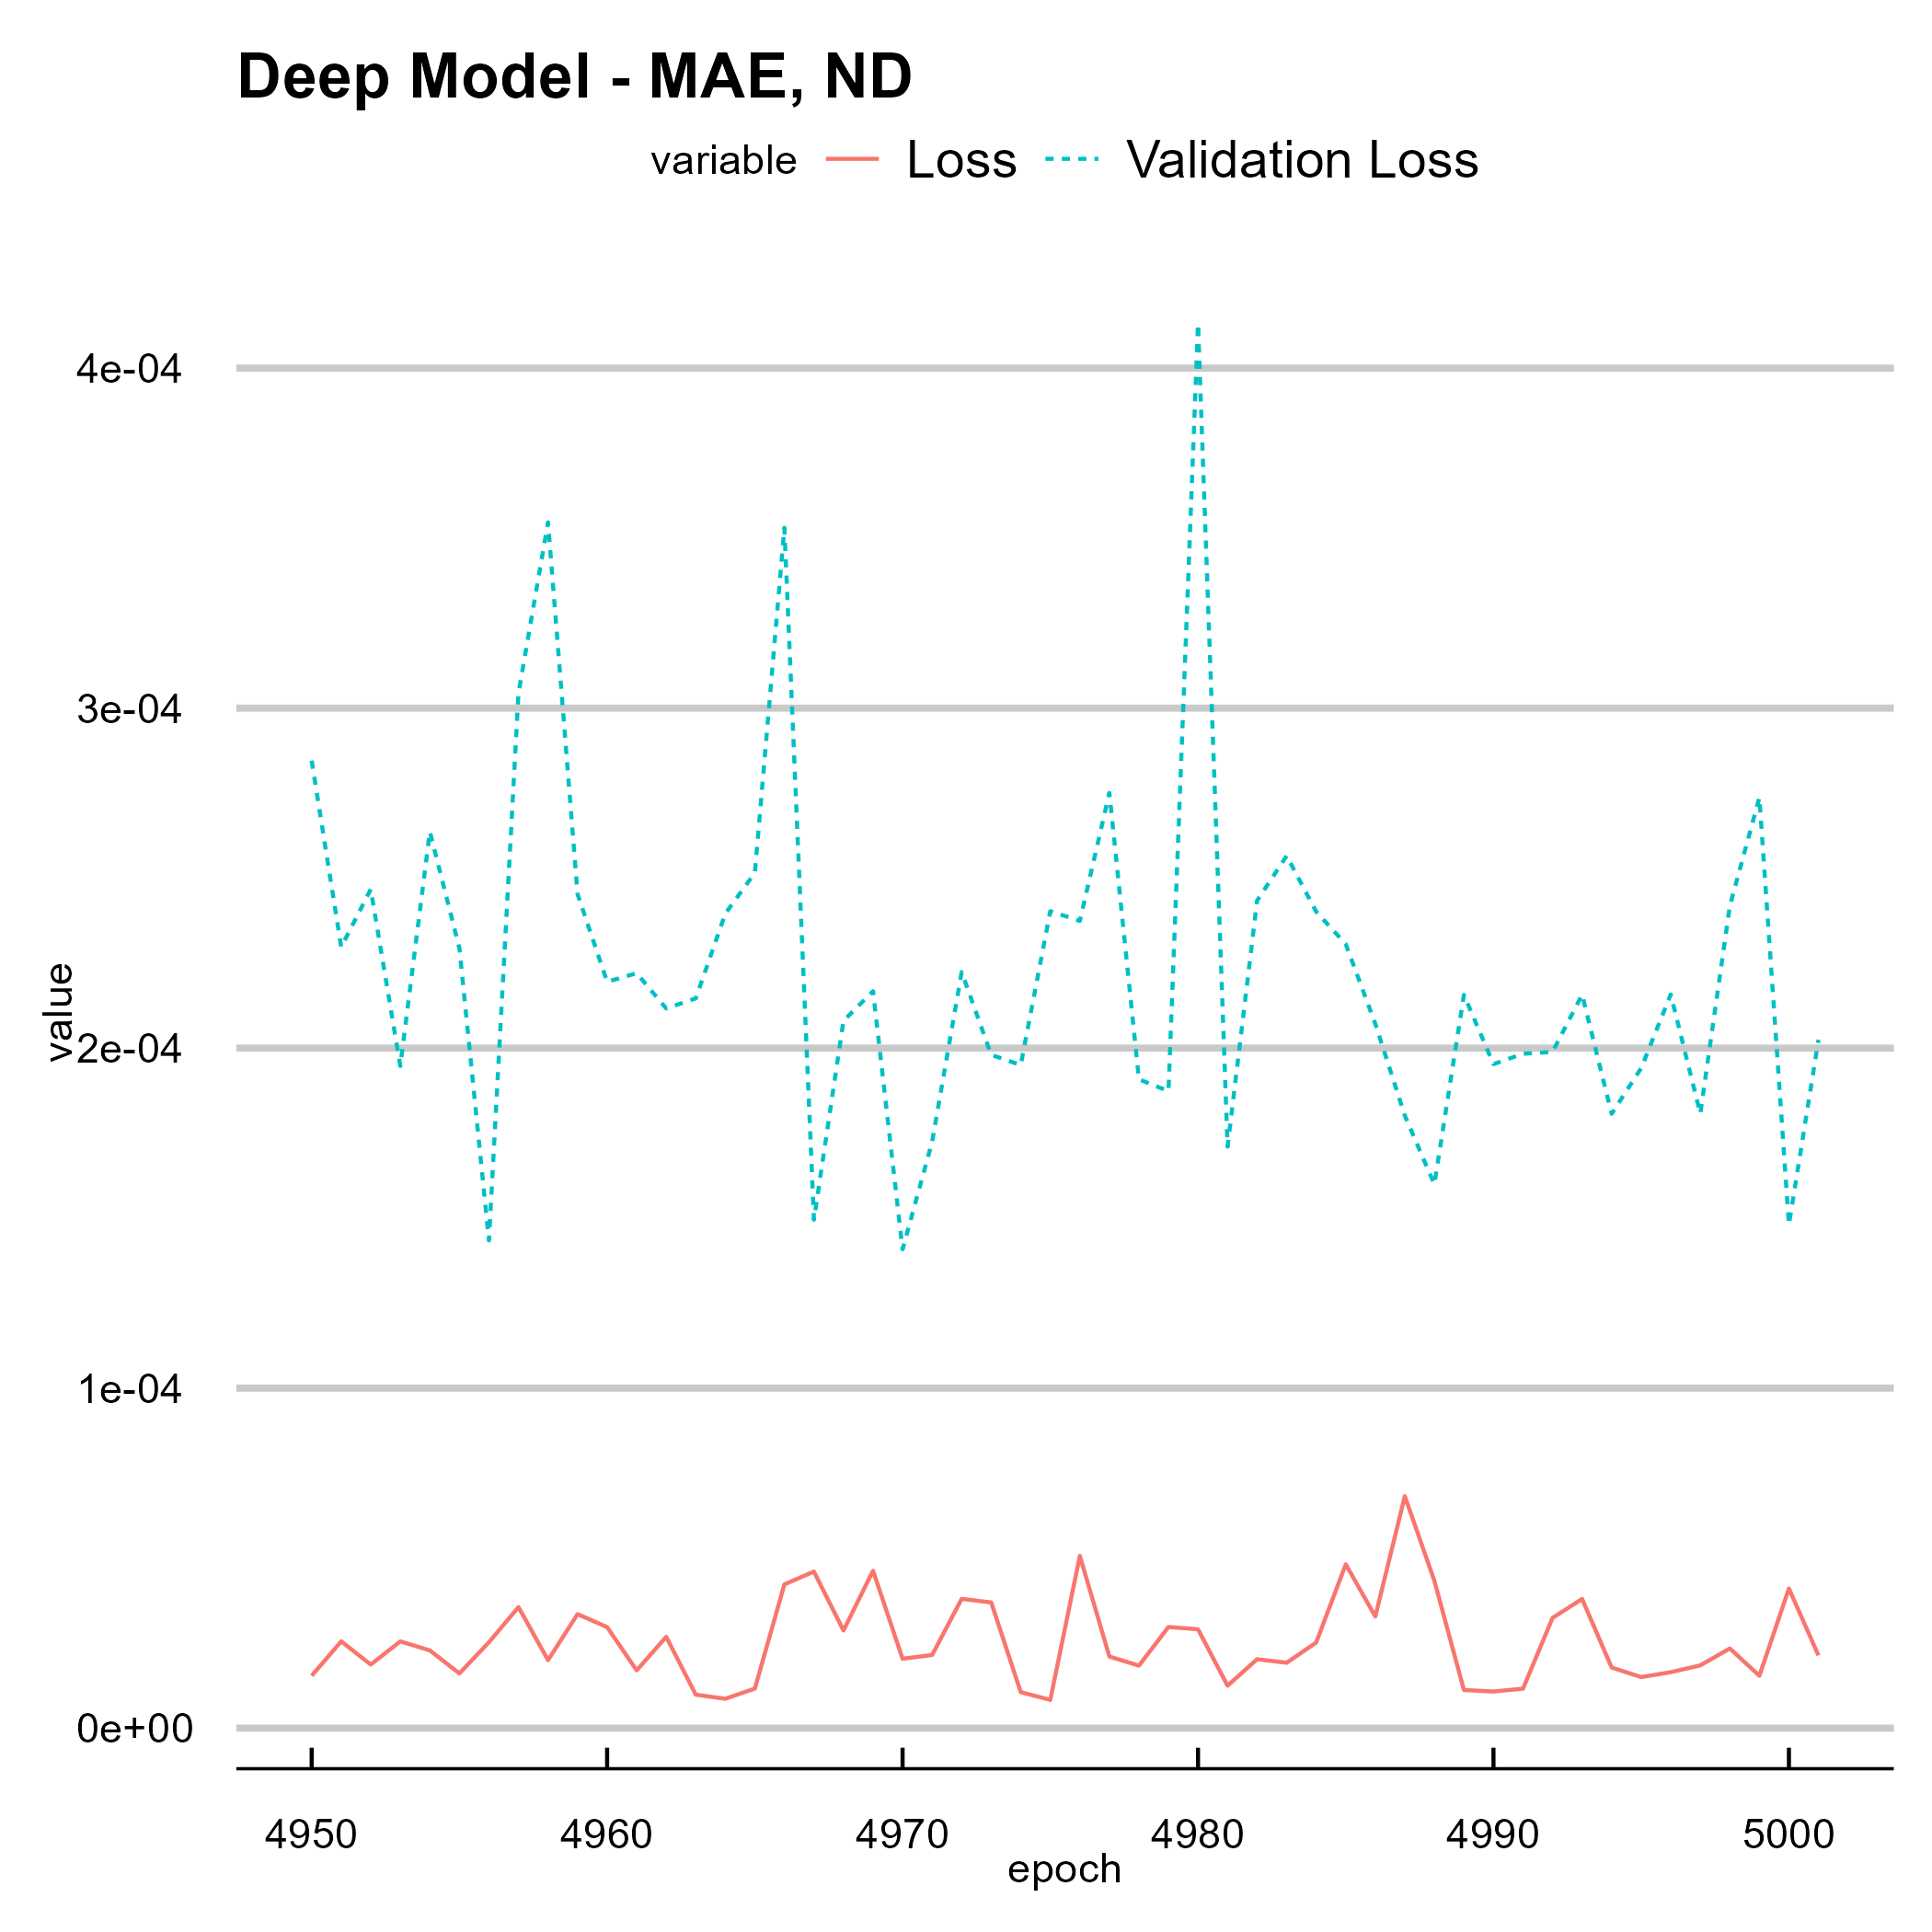 Deep Model - MAE, ND
variable Loss Validation Loss
4e-04
3e-04
2e-04
1e-04
0e+00
value
4950 4960 4970 4980 4990 5000
epoch